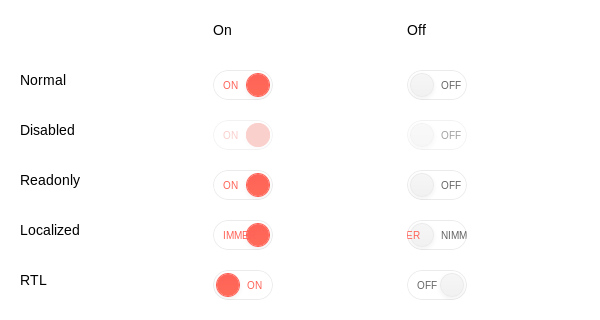 On Off
Normal ON OFF
Disabled ON OFF
Readonly ON OFF
Localized IMME ER NIMM
RTL ON OFF